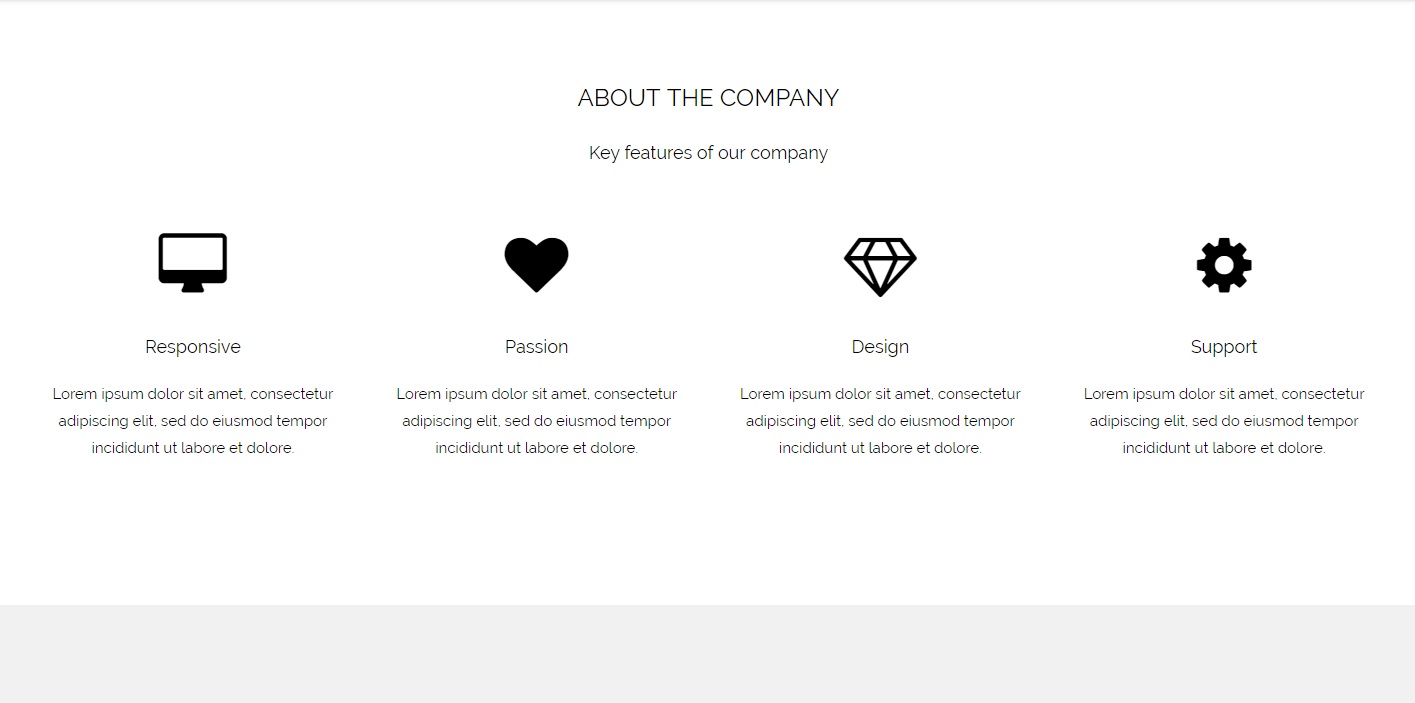 ABOUT THE COMPANY
Key features of our company
Responsive
Lorem ipsum dolor sit amet, consectetur
adipiscing elit, sed do eiusmod tempor
incididunt ut labore et dolore.
Passion
Lorem ipsum dolor sit amet, consectetur
adipiscing elit, sed do eiusmod tempor
incididunt ut labore et dolore.
Design
Lorem ipsum dolor sit amet, consectetur
adipiscing elit, sed do eiusmod tempor
incididunt ut labore et dolore.
Support
Lorem ipsum dolor sit amet, consectetur
adipiscing elit, sed do eiusmod tempor
incididunt ut labore et dolore.